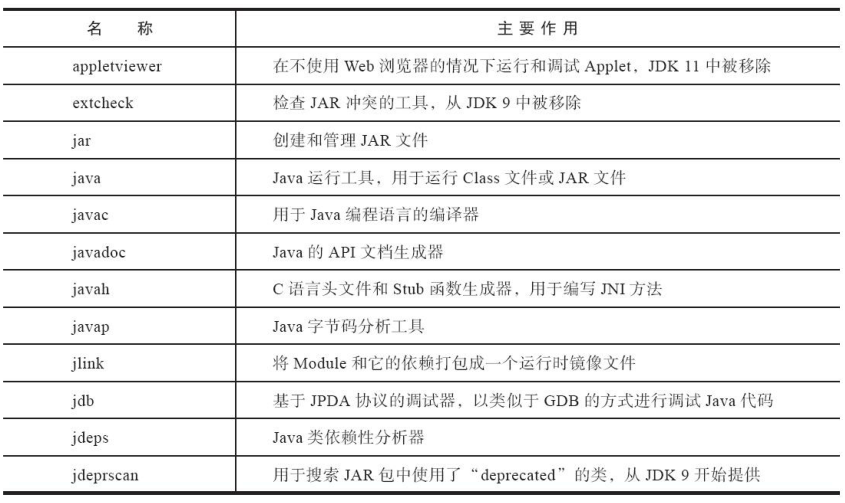 名 称 主要作用
appletviewer 在不使用 Web 浏览器的情况下运行和调试 Applet，JDK 11 中被移除
extcheck 检查 JAR 冲突的工具，从 JDK 9 中被移除
jar 创建和管理 JAR 文件
java Java 运行工具，用于运行 Class 文件或 JAR 文件
javac 用于 Java 编程语言的编译器
javadoc Java 的 API 文档生成器
javah C 语言头文件和 Stub 函数生成器，用于编写 JNI 方法
javap Java 字节码分析工具
jlink 将 Module 和它的依赖打包成一个运行时镜像文件
jdb 基于 JPDA 协议的调试器，以类似于 GDB 的方式进行调试 Java 代码
jdeps Java 类依赖性分析器
jdeprscan 用于搜索 JAR 包中使用了“deprecated”的类，从 JDK 9 开始提供